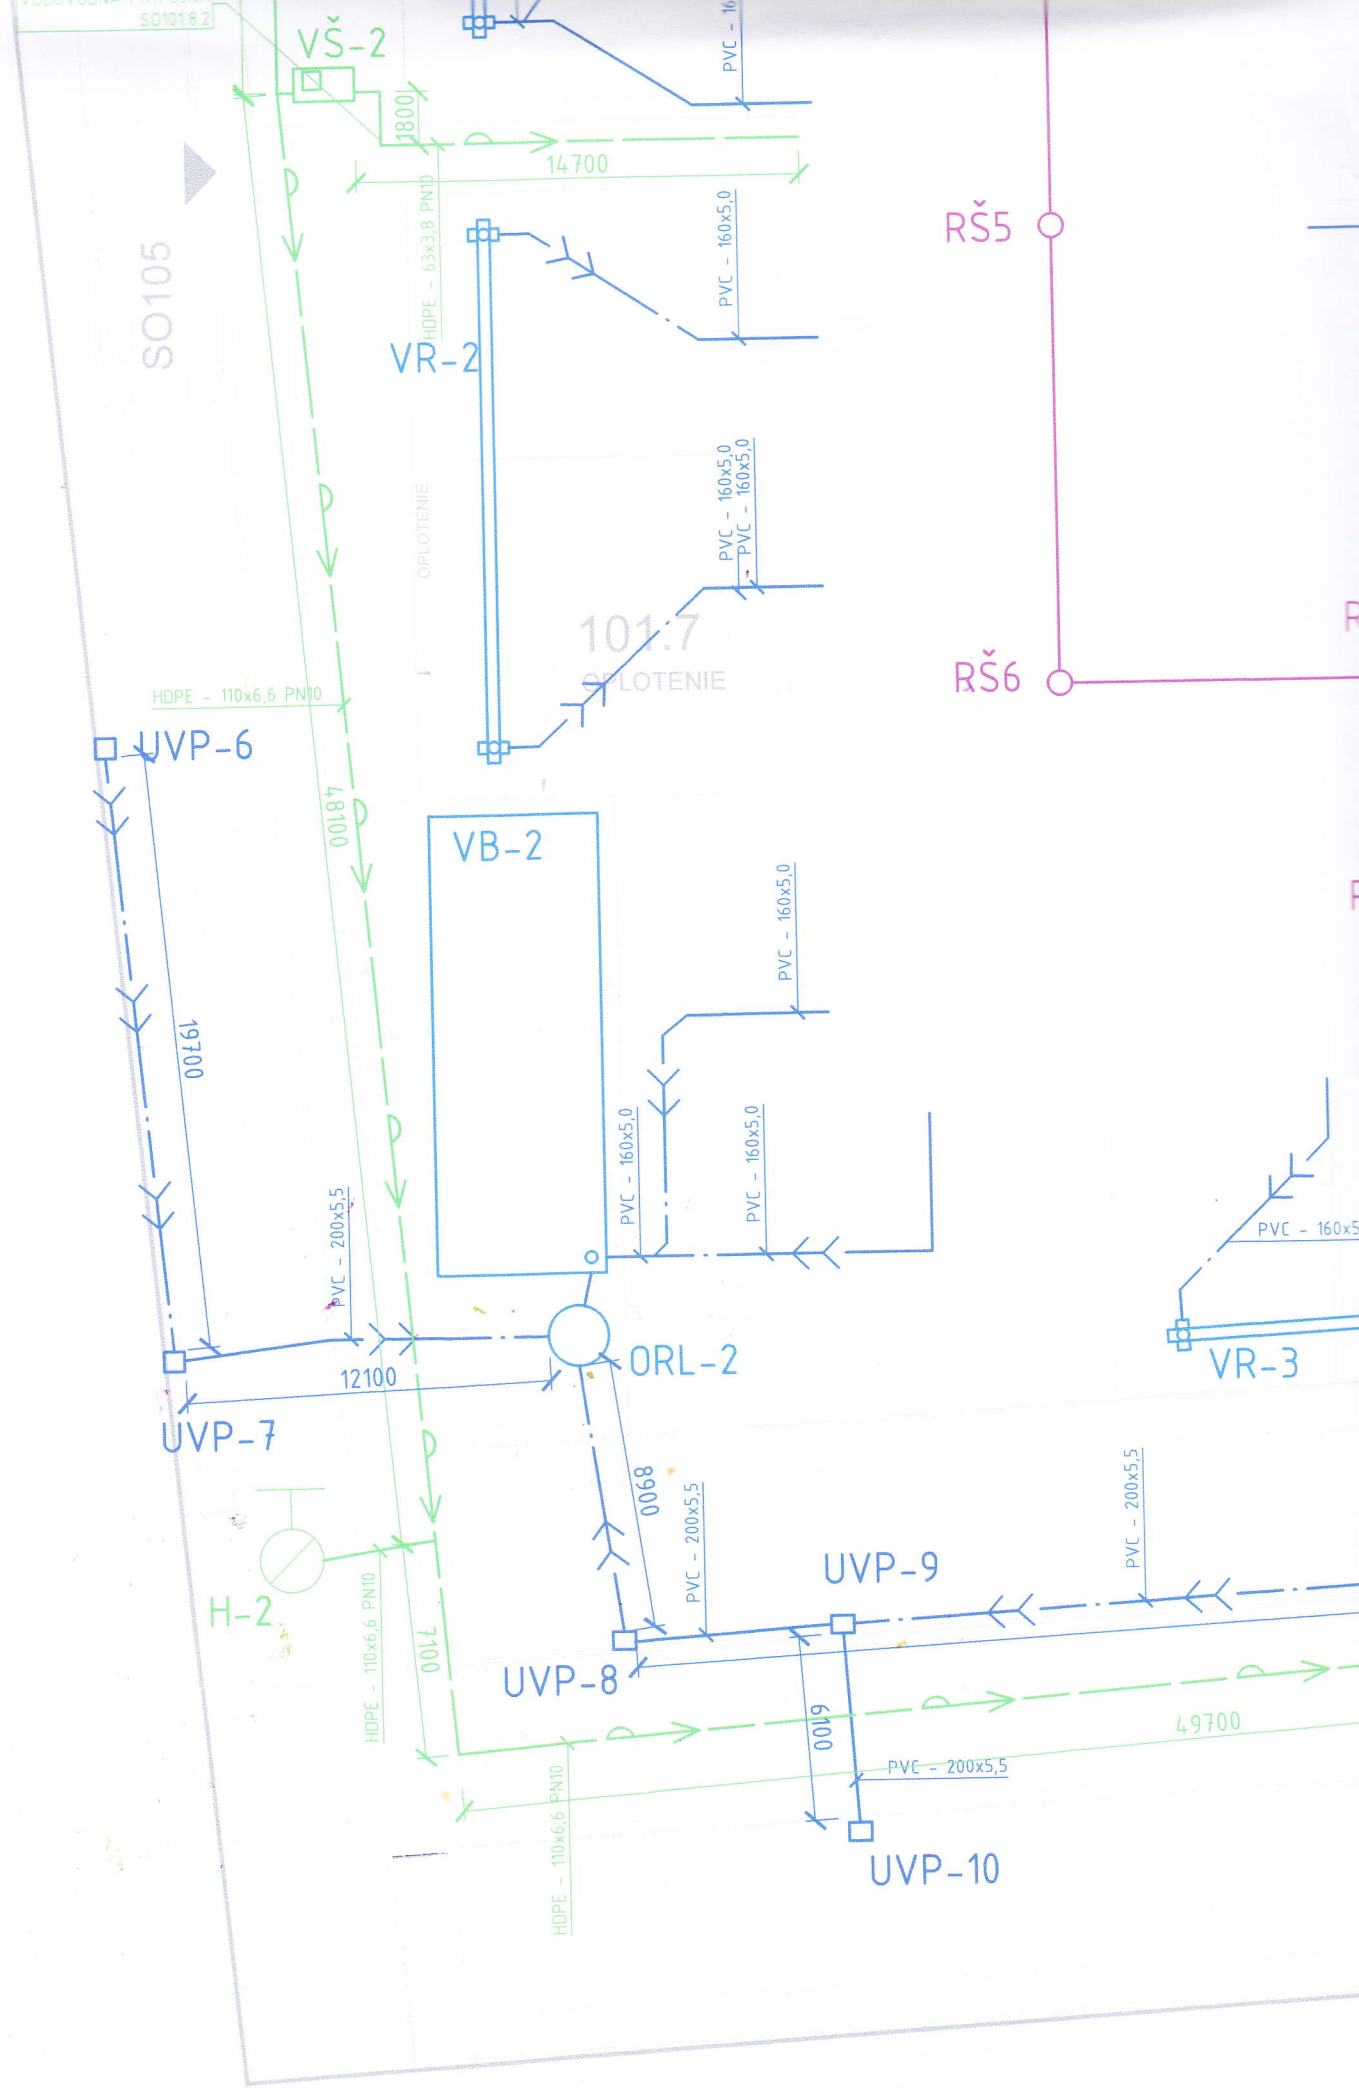 SO101.8.2
VŠ-2
1800
14700
PVC - 16
HDPE - 63x3,8 PN10
PVC - 160x5,0
RŠ5
SO105
VR-2
OPLOTENIE
PVC - 160x5,0
PVC - 160x5,0
101.7
OPLOTENIE
RŠ6
HDPE - 110x6,6 PN10
UVP-6
48100
VB-2
PVC - 160x5,0
19700
PVC - 160x5,0
PVC - 160x5,0
PVC - 200x5,5
PVC - 160x5
12100
ORL-2
VR-3
UVP-7
8900
PVC - 200x5,5
PVC - 200x5,5
UVP-9
H-2
HDPE - 110x6,6 PN10
7100
UVP-8
6100
49700
PVC - 200x5,5
HDPE - 110x6,6 PN10
UVP-10